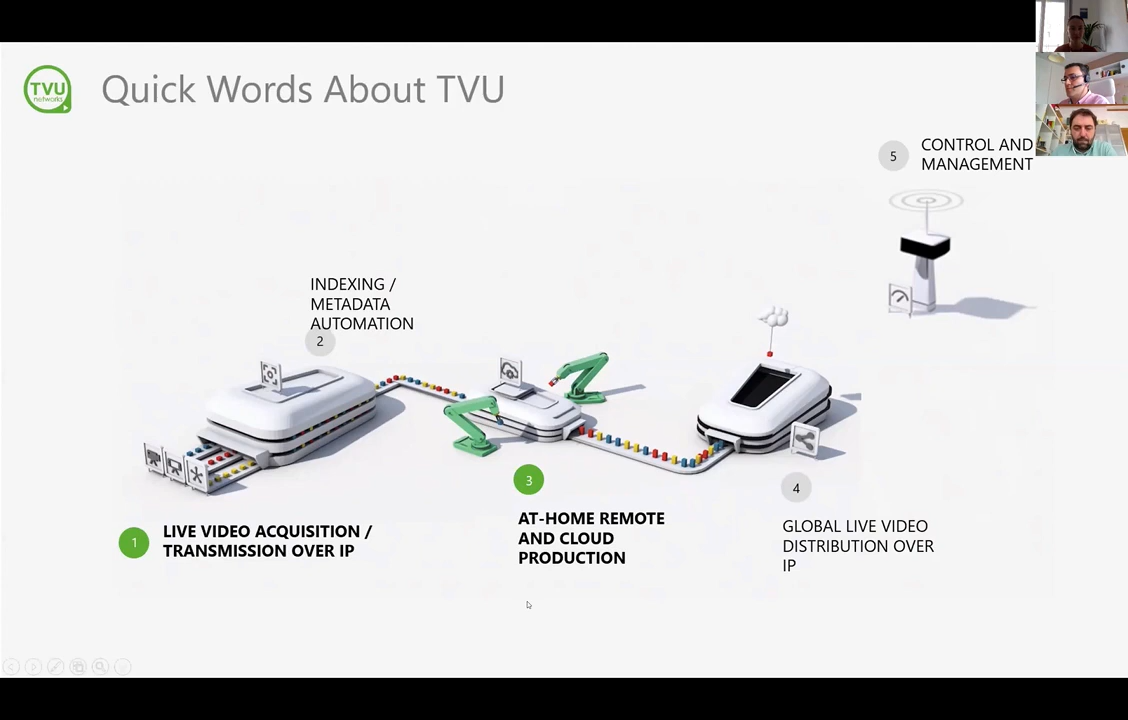 TVU
networks
Quick Words About TVU
5
CONTROL AND
MANAGEMENT
INDEXING /
METADATA
AUTOMATION
2
3
4
1
LIVE VIDEO ACQUISITION /
TRANSMISSION OVER IP
AT-HOME REMOTE
AND CLOUD
PRODUCTION
GLOBAL LIVE VIDEO
DISTRIBUTION OVER
IP